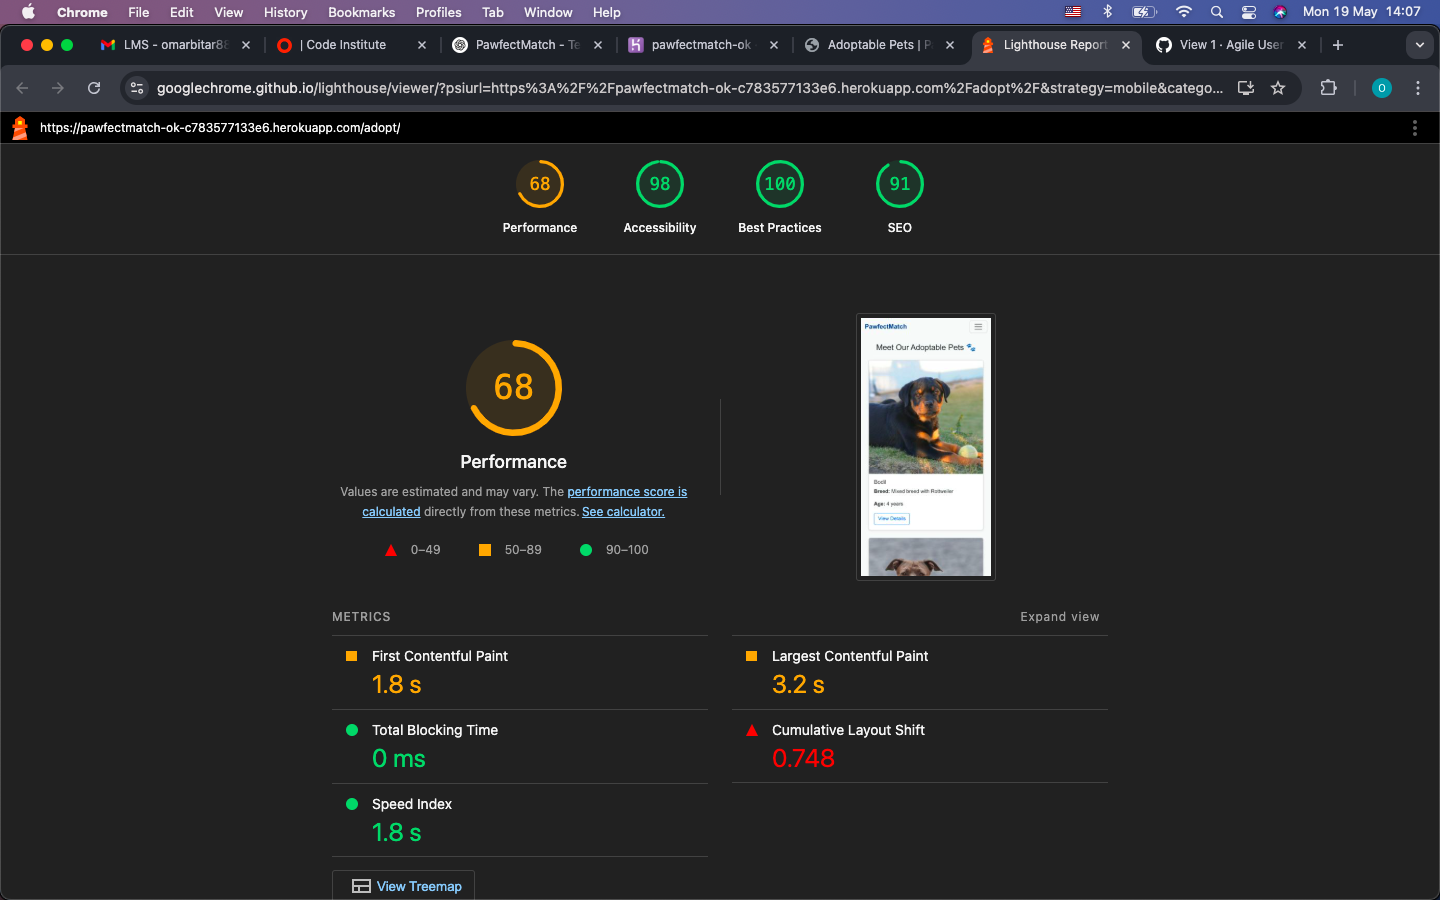 Chrome File Edit View History Bookmarks Profiles Tab Window Help Mon 19 May 14:07
LMS - omarbitar88 | Code Institute PawfectMatch - Te pawfectmatch-ok Adoptable Pets | P Lighthouse Report View 1 · Agile User
googlechrome.github.io/lighthouse/viewer/?psiurl=https%3A%2F%2Fpawfectmatch-ok-c783577133e6.herokuapp.com%2Fadopt%2F&strategy=mobile&catego... O
https://pawfectmatch-ok-c783577133e6.herokuapp.com/adopt/
68 98 100 91
Performance Accessibility Best Practices SEO
68
Performance
Values are estimated and may vary. The performance score is
calculated directly from these metrics. See calculator.
0–49 50–89 90–100
PawfectMatch
Meet Our Adoptable Pets 🐾
Bodil
Breed: Mixed breed with Rottweiler
Age: 4 years
View Details
METRICS Expand view
First Contentful Paint
1.8 s
Largest Contentful Paint
3.2 s
Total Blocking Time
0 ms
Cumulative Layout Shift
0.748
Speed Index
1.8 s
View Treemap